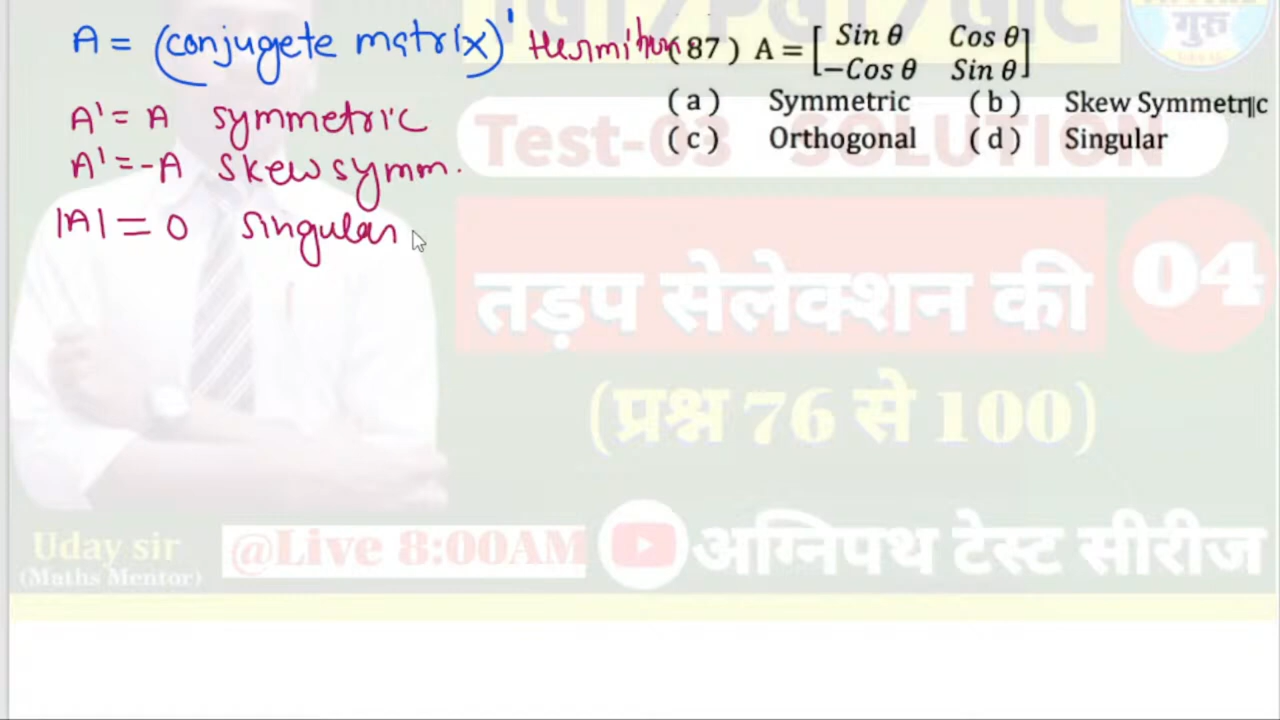 A = (conjugete matrix)' Hermitian
A' = A symmetric
A' = -A skew symm.
|A| = 0 singular
(87) A = [Sin θ Cos θ
−Cos θ Sin θ]
(a) Symmetric (b) Skew Symmetric
(c) Orthogonal (d) Singular
गुरु
Test-03 SOLUTION
तड़प सेलेक्शन की 04
(प्रश्न 76 से 100)
Uday sir
(Maths Mentor)
@Live 8:00AM
अग्निपथ टेस्ट सीरीज